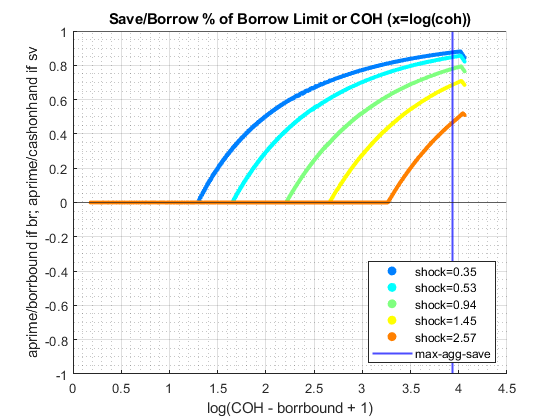 Save/Borrow % of Borrow Limit or COH (x=log(coh))
aprime/borrbound if br; aprime/cashonhand if sv
1
0.8
0.6
0.4
0.2
0
-0.2
-0.4
-0.6
-0.8
-1
shock=0.35
shock=0.53
shock=0.94
shock=1.45
shock=2.57
max-agg-save
0 0.5 1 1.5 2 2.5 3 3.5 4 4.5
log(COH - borrbound + 1)